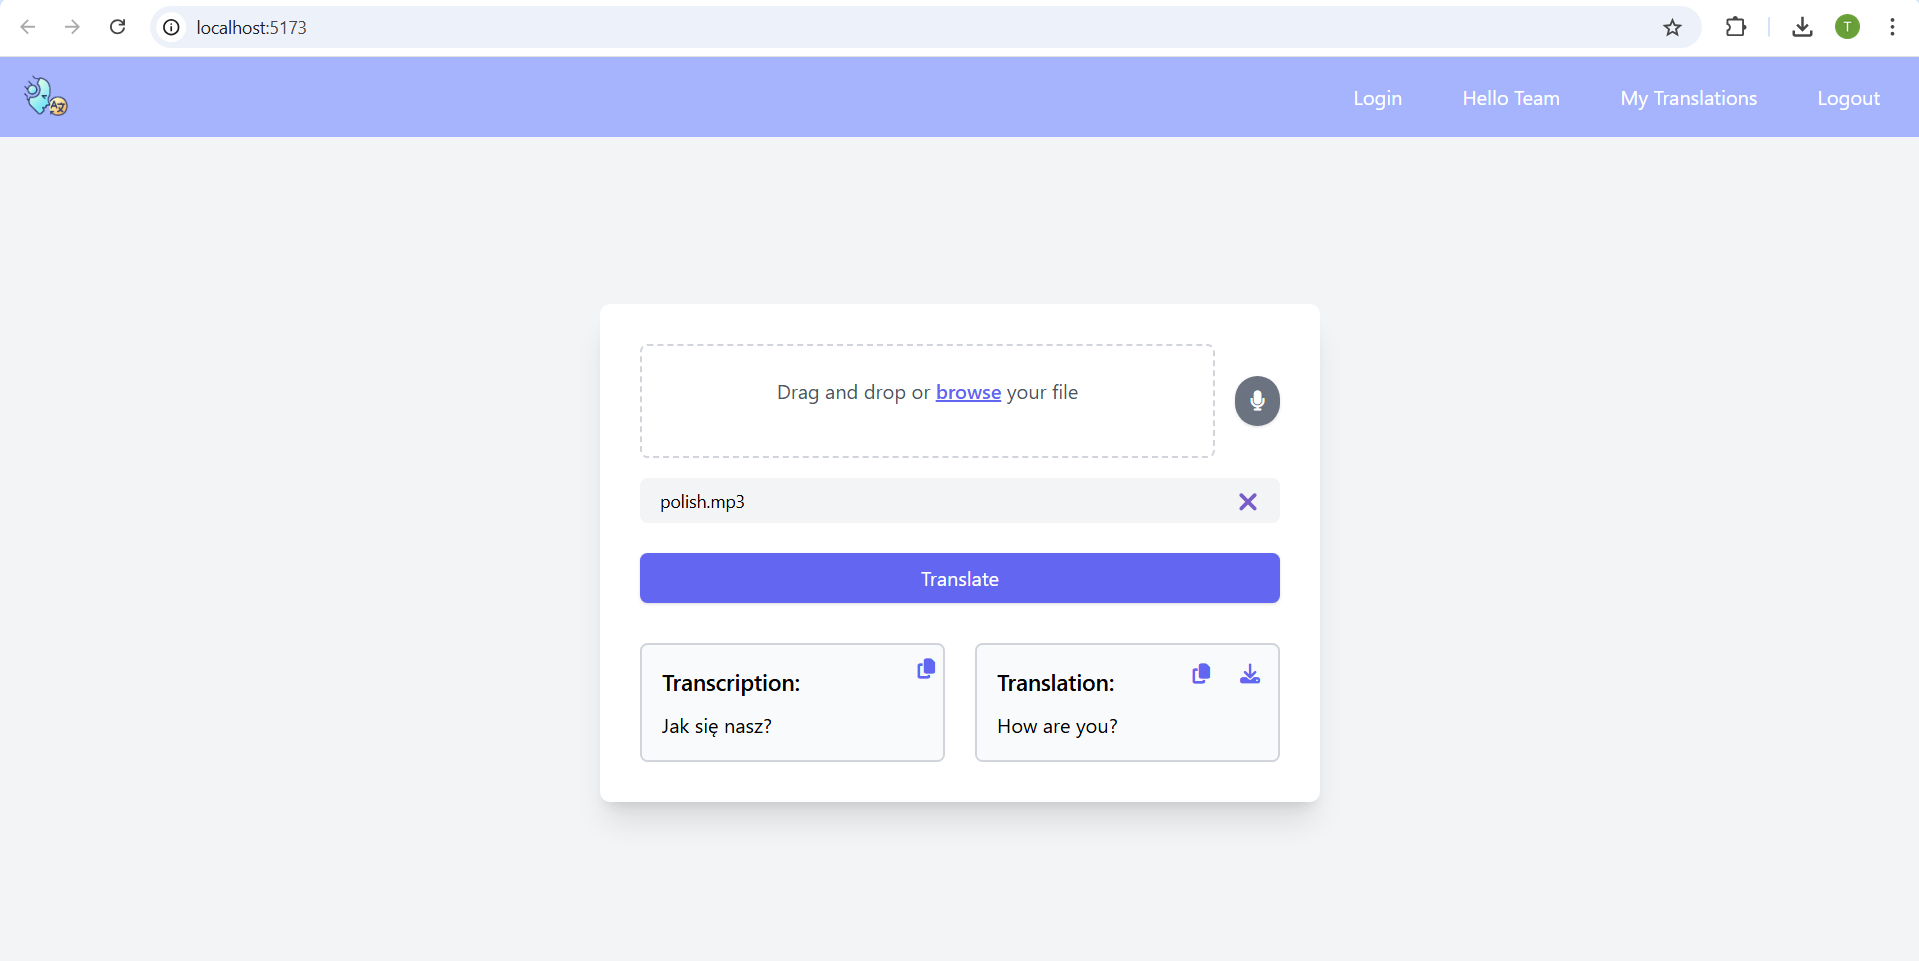 localhost:5173
T
Login Hello Team My Translations Logout
Drag and drop or browse your file
polish.mp3
Translate
Transcription:
Jak się nasz?
Translation:
How are you?